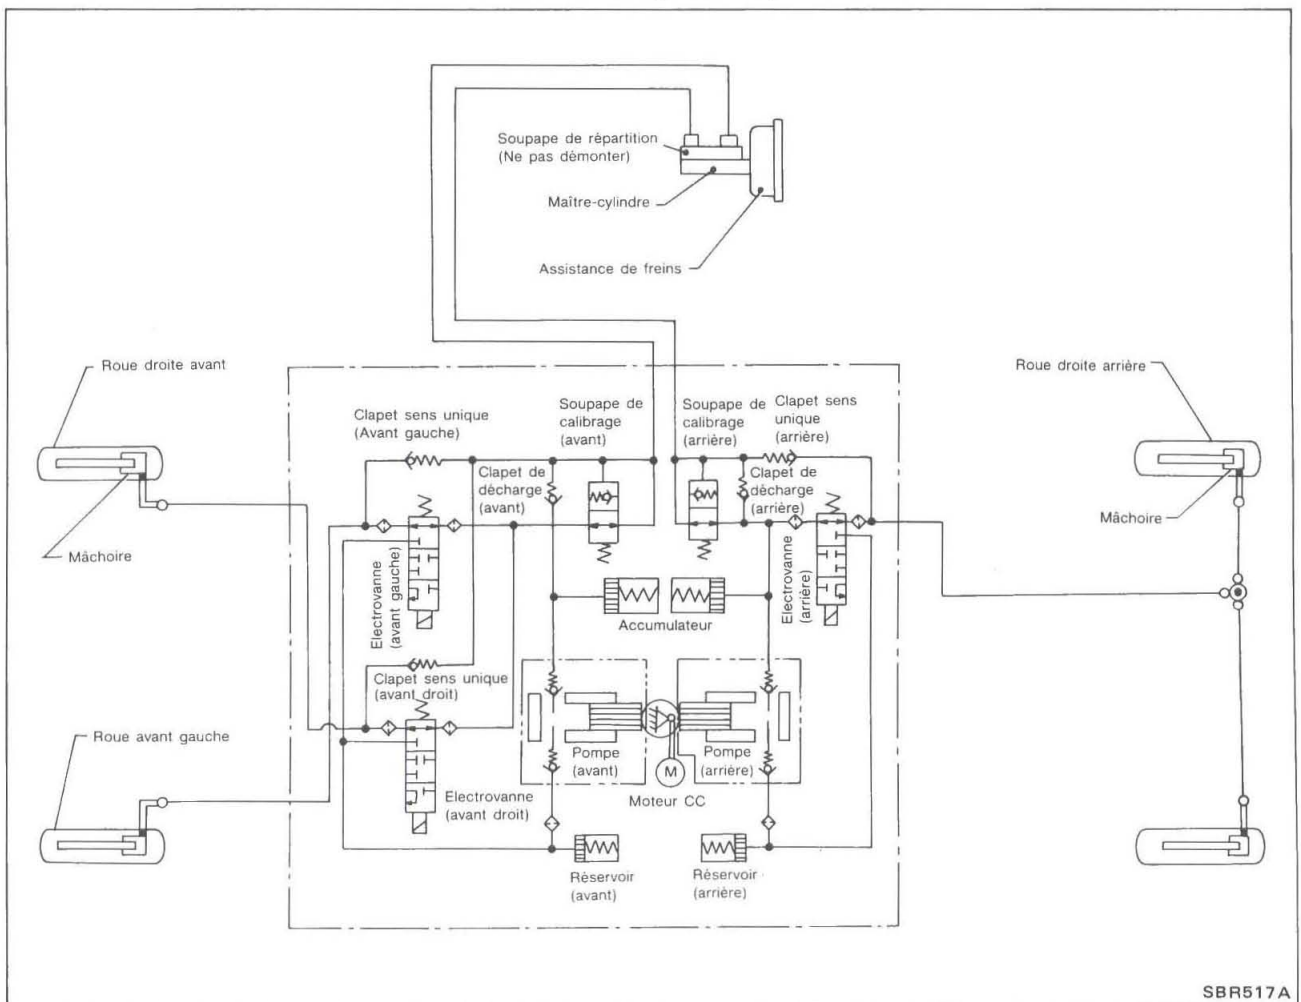 Soupape de répartition
(Ne pas démonter)
Maître-cylindre
Assistance de freins
Roue droite avant
Roue droite arrière
Clapet sens unique
(Avant gauche)
Soupape de
calibrage
(avant)
Soupape de
calibrage
(arrière)
Clapet sens
unique
(arrière)
Clapet de
décharge
(avant)
Clapet de
décharge
(arrière)
Mâchoire
Mâchoire
Electrovanne
(avant gauche)
Electrovanne
(arrière)
Accumulateur
Clapet sens unique
(avant droit)
Roue avant gauche
Pompe
(avant)
M
Pompe
(arrière)
Moteur CC
Electrovanne
(avant droit)
Réservoir
(avant)
Réservoir
(arrière)
SBR517A